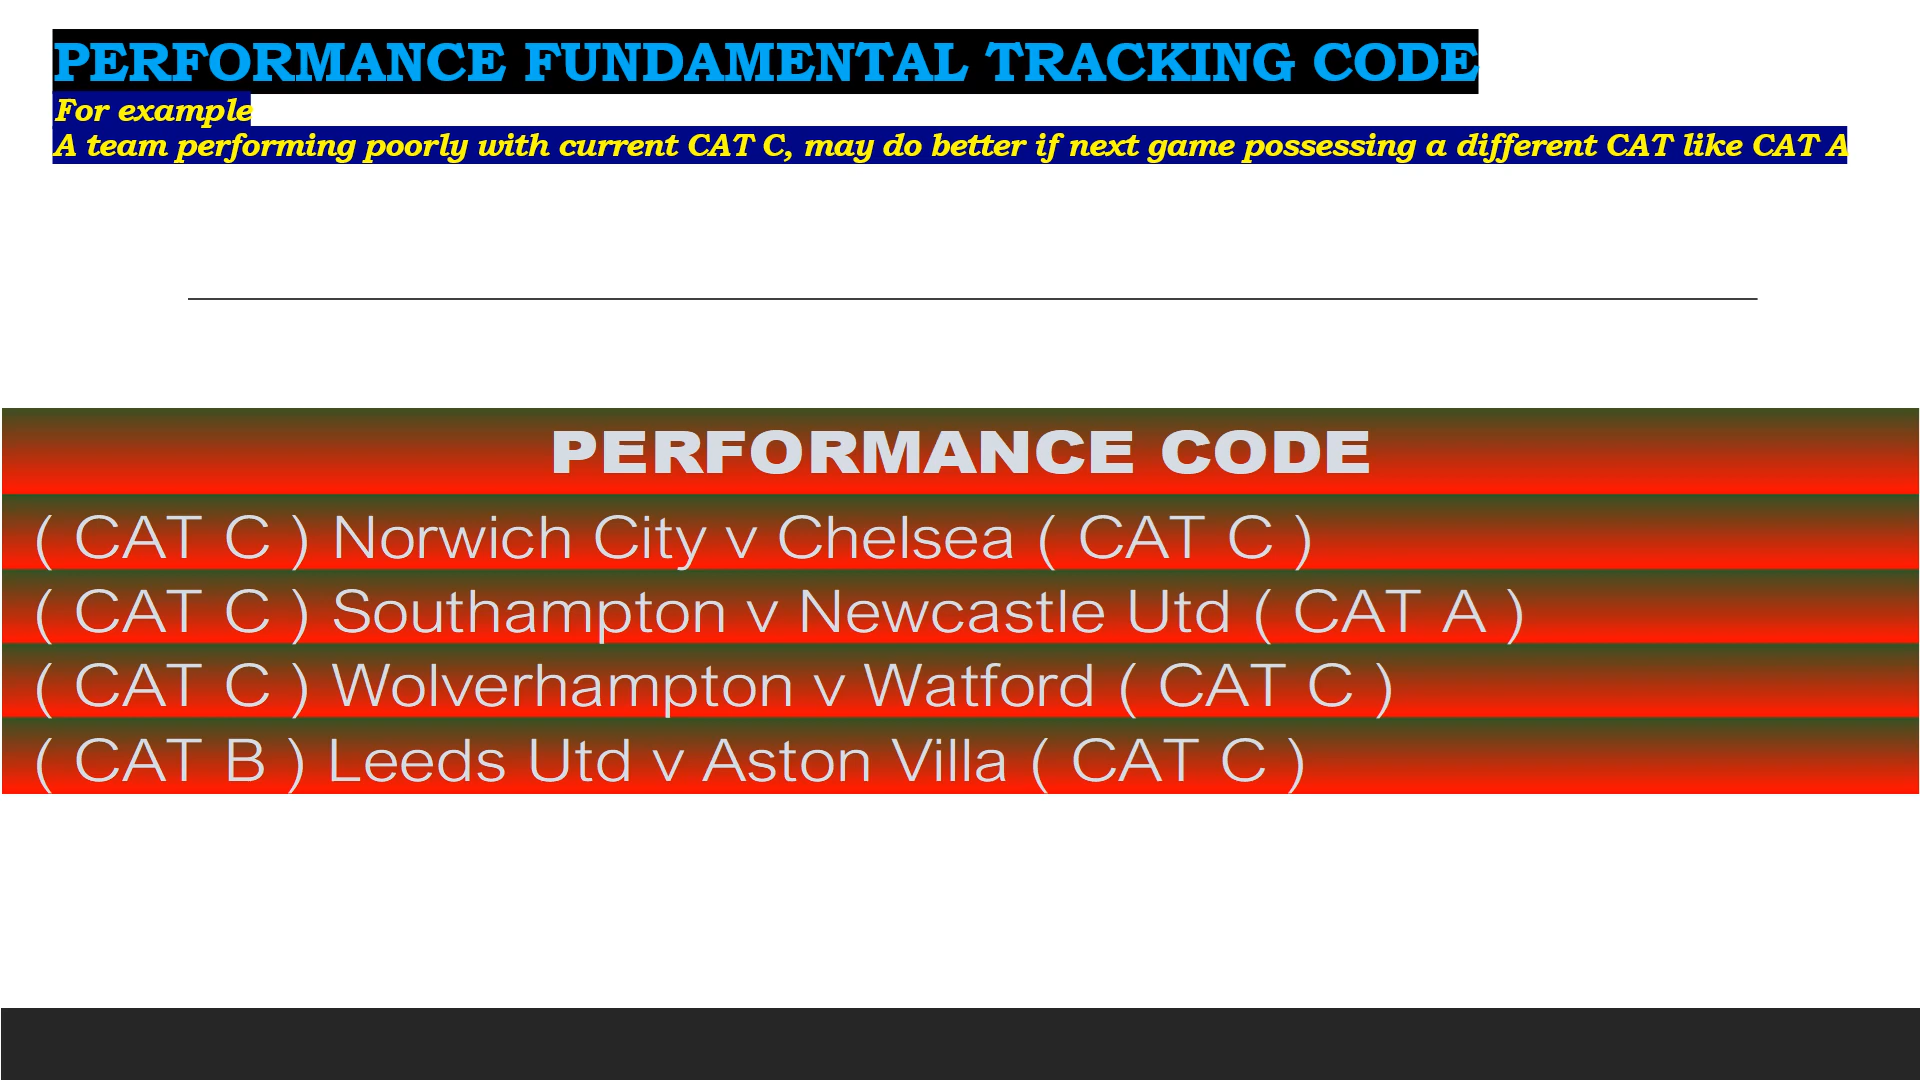 PERFORMANCE FUNDAMENTAL TRACKING CODE
For example
A team performing poorly with current CAT C, may do better if next game possessing a different CAT like CAT A
PERFORMANCE CODE
( CAT C ) Norwich City v Chelsea ( CAT C )
( CAT C ) Southampton v Newcastle Utd ( CAT A )
( CAT C ) Wolverhampton v Watford ( CAT C )
( CAT B ) Leeds Utd v Aston Villa ( CAT C )